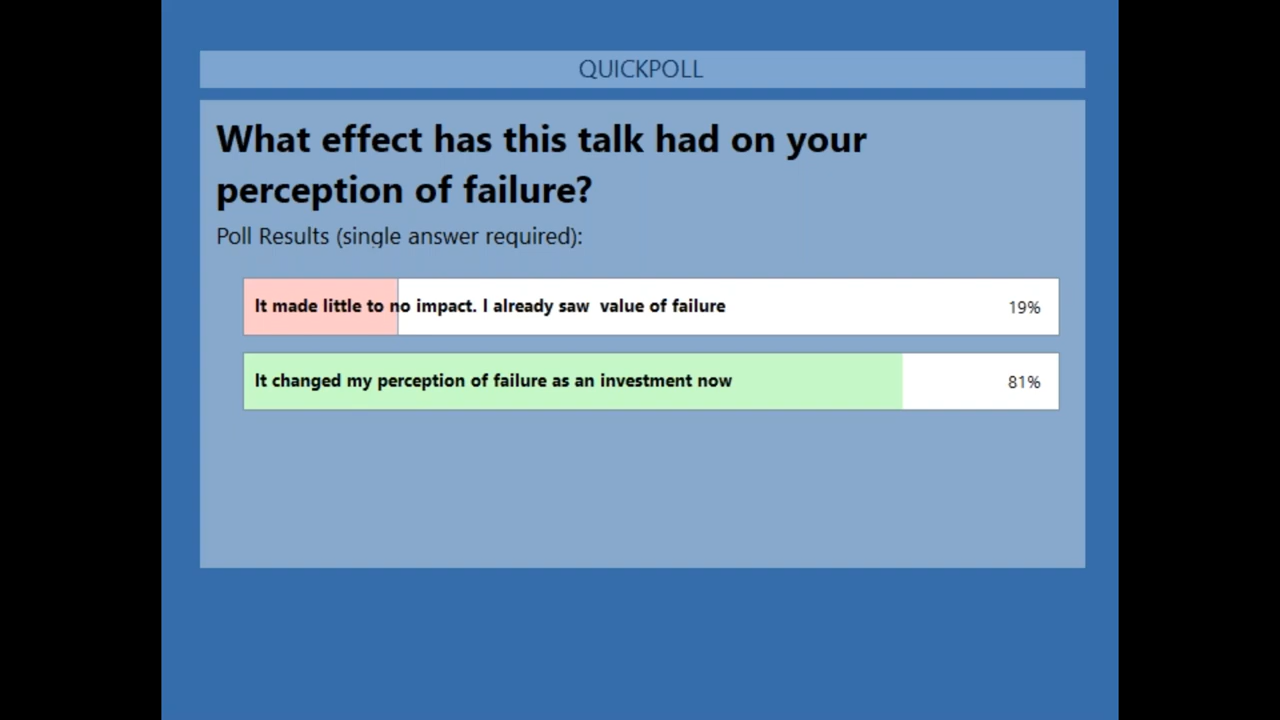 QUICKPOLL
What effect has this talk had on your
perception of failure?
Poll Results (single answer required):
It made little to no impact. I already saw  value of failure 19%
It changed my perception of failure as an investment now 81%